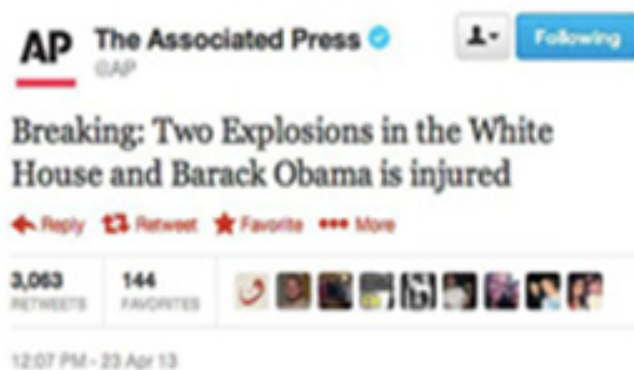 AP The Associated Press Following
@AP
Breaking: Two Explosions in the White
House and Barack Obama is injured
Reply Retweet Favorite More
3,063 144
RETWEETS FAVORITES
12:07 PM - 23 Apr 13